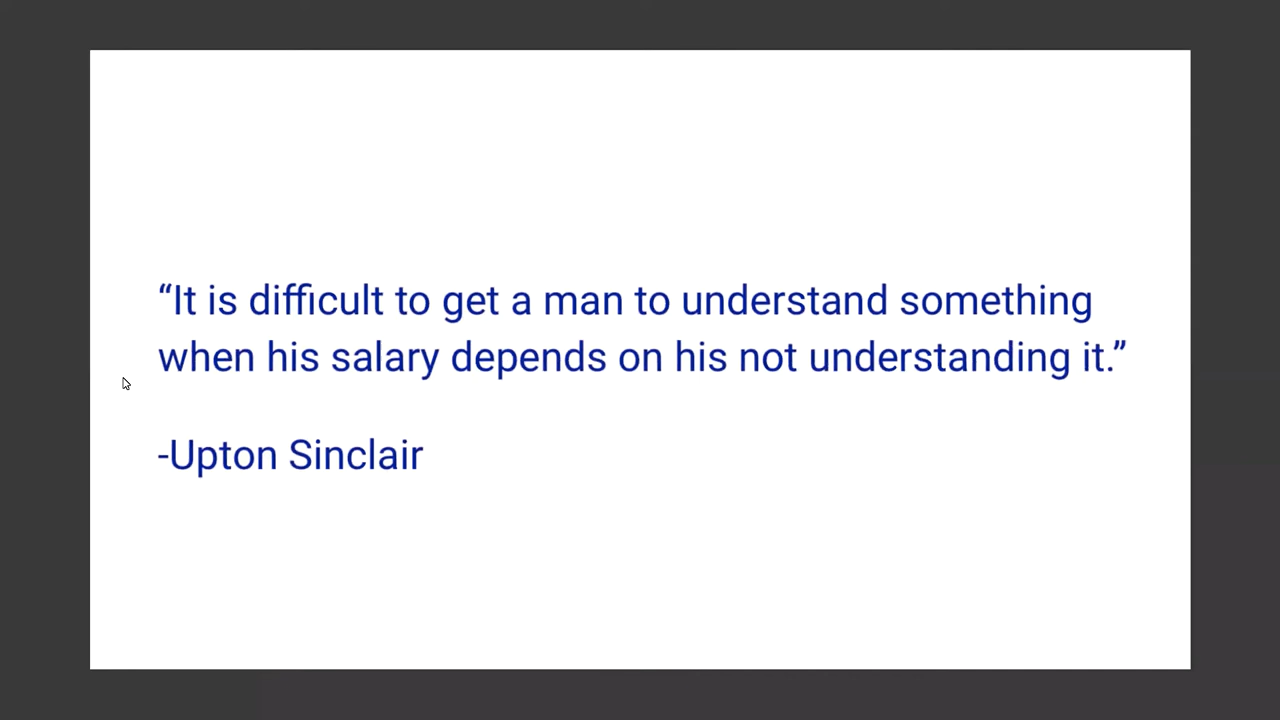 “It is difficult to get a man to understand something
when his salary depends on his not understanding it.”
-Upton Sinclair